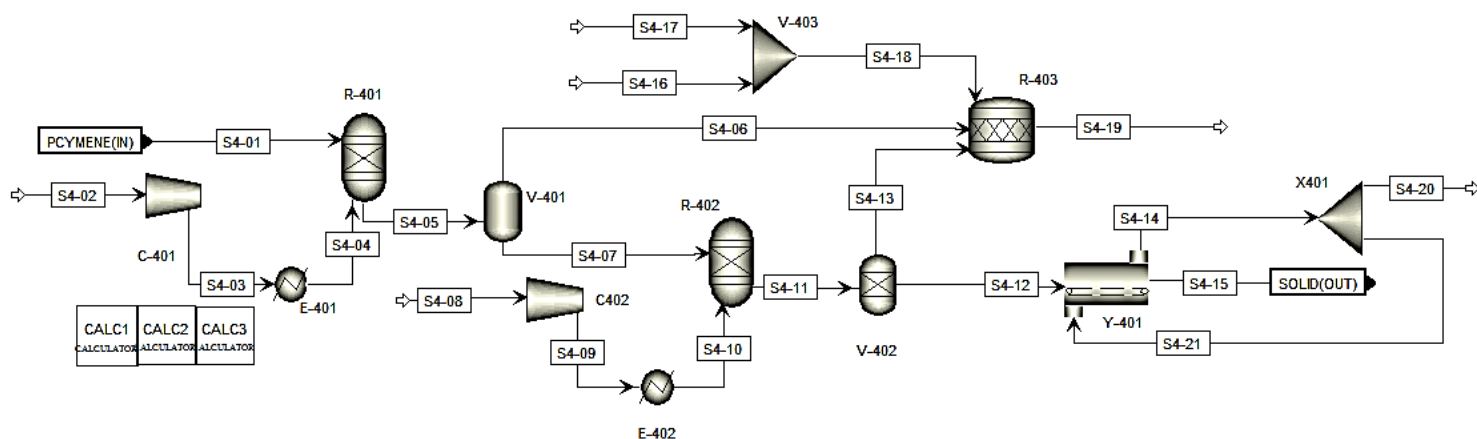 V-403
S4-17
S4-18
S4-16
R-403
R-401
S4-01
S4-06
S4-19
PCYMENE(IN)
S4-02
V-401
S4-13
X401
S4-20
R-402
S4-14
S4-05
S4-04
C-401
S4-07
S4-03
S4-08
C402
S4-11
S4-12
S4-15
SOLID(OUT)
E-401
Y-401
CALC1
CALC2
CALC3
CALCULATOR
ALCULATOR
ALCULATOR
S4-09
S4-10
V-402
S4-21
E-402